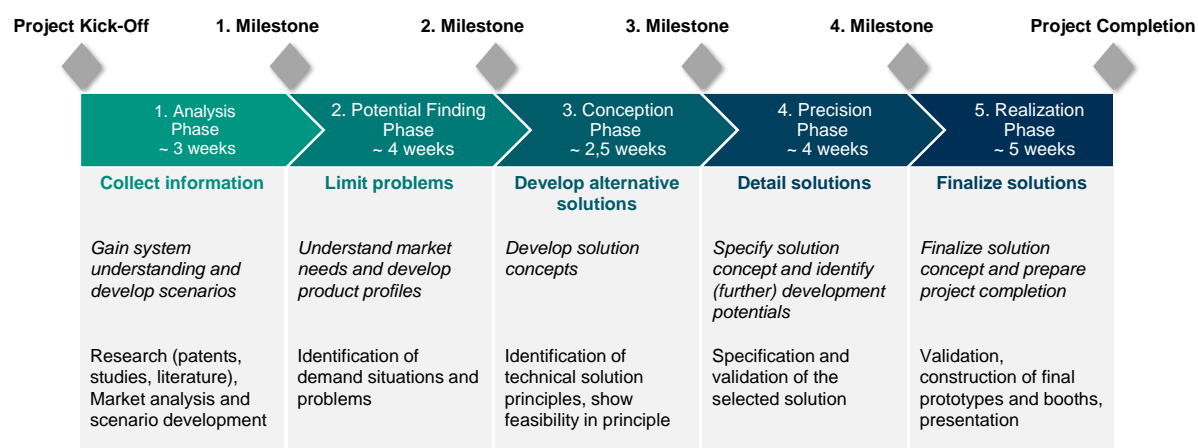 Project Kick-Off
1. Milestone
2. Milestone
3. Milestone
4. Milestone
Project Completion
1. Analysis
Phase
~ 3 weeks
2. Potential Finding
Phase
~ 4 weeks
3. Conception
Phase
~ 2,5 weeks
4. Precision
Phase
~ 4 weeks
5. Realization
Phase
~ 5 weeks
Collect information
Limit problems
Develop alternative
solutions
Detail solutions
Finalize solutions
Gain system
understanding and
develop scenarios
Understand market
needs and develop
product profiles
Develop solution
concepts
Specify solution
concept and identify
(further) development
potentials
Finalize solution
concept and prepare
project completion
Research (patents,
studies, literature),
Market analysis and
scenario development
Identification of
demand situations and
problems
Identification of
technical solution
principles, show
feasibility in principle
Specification and
validation of the
selected solution
Validation,
construction of final
prototypes and booths,
presentation